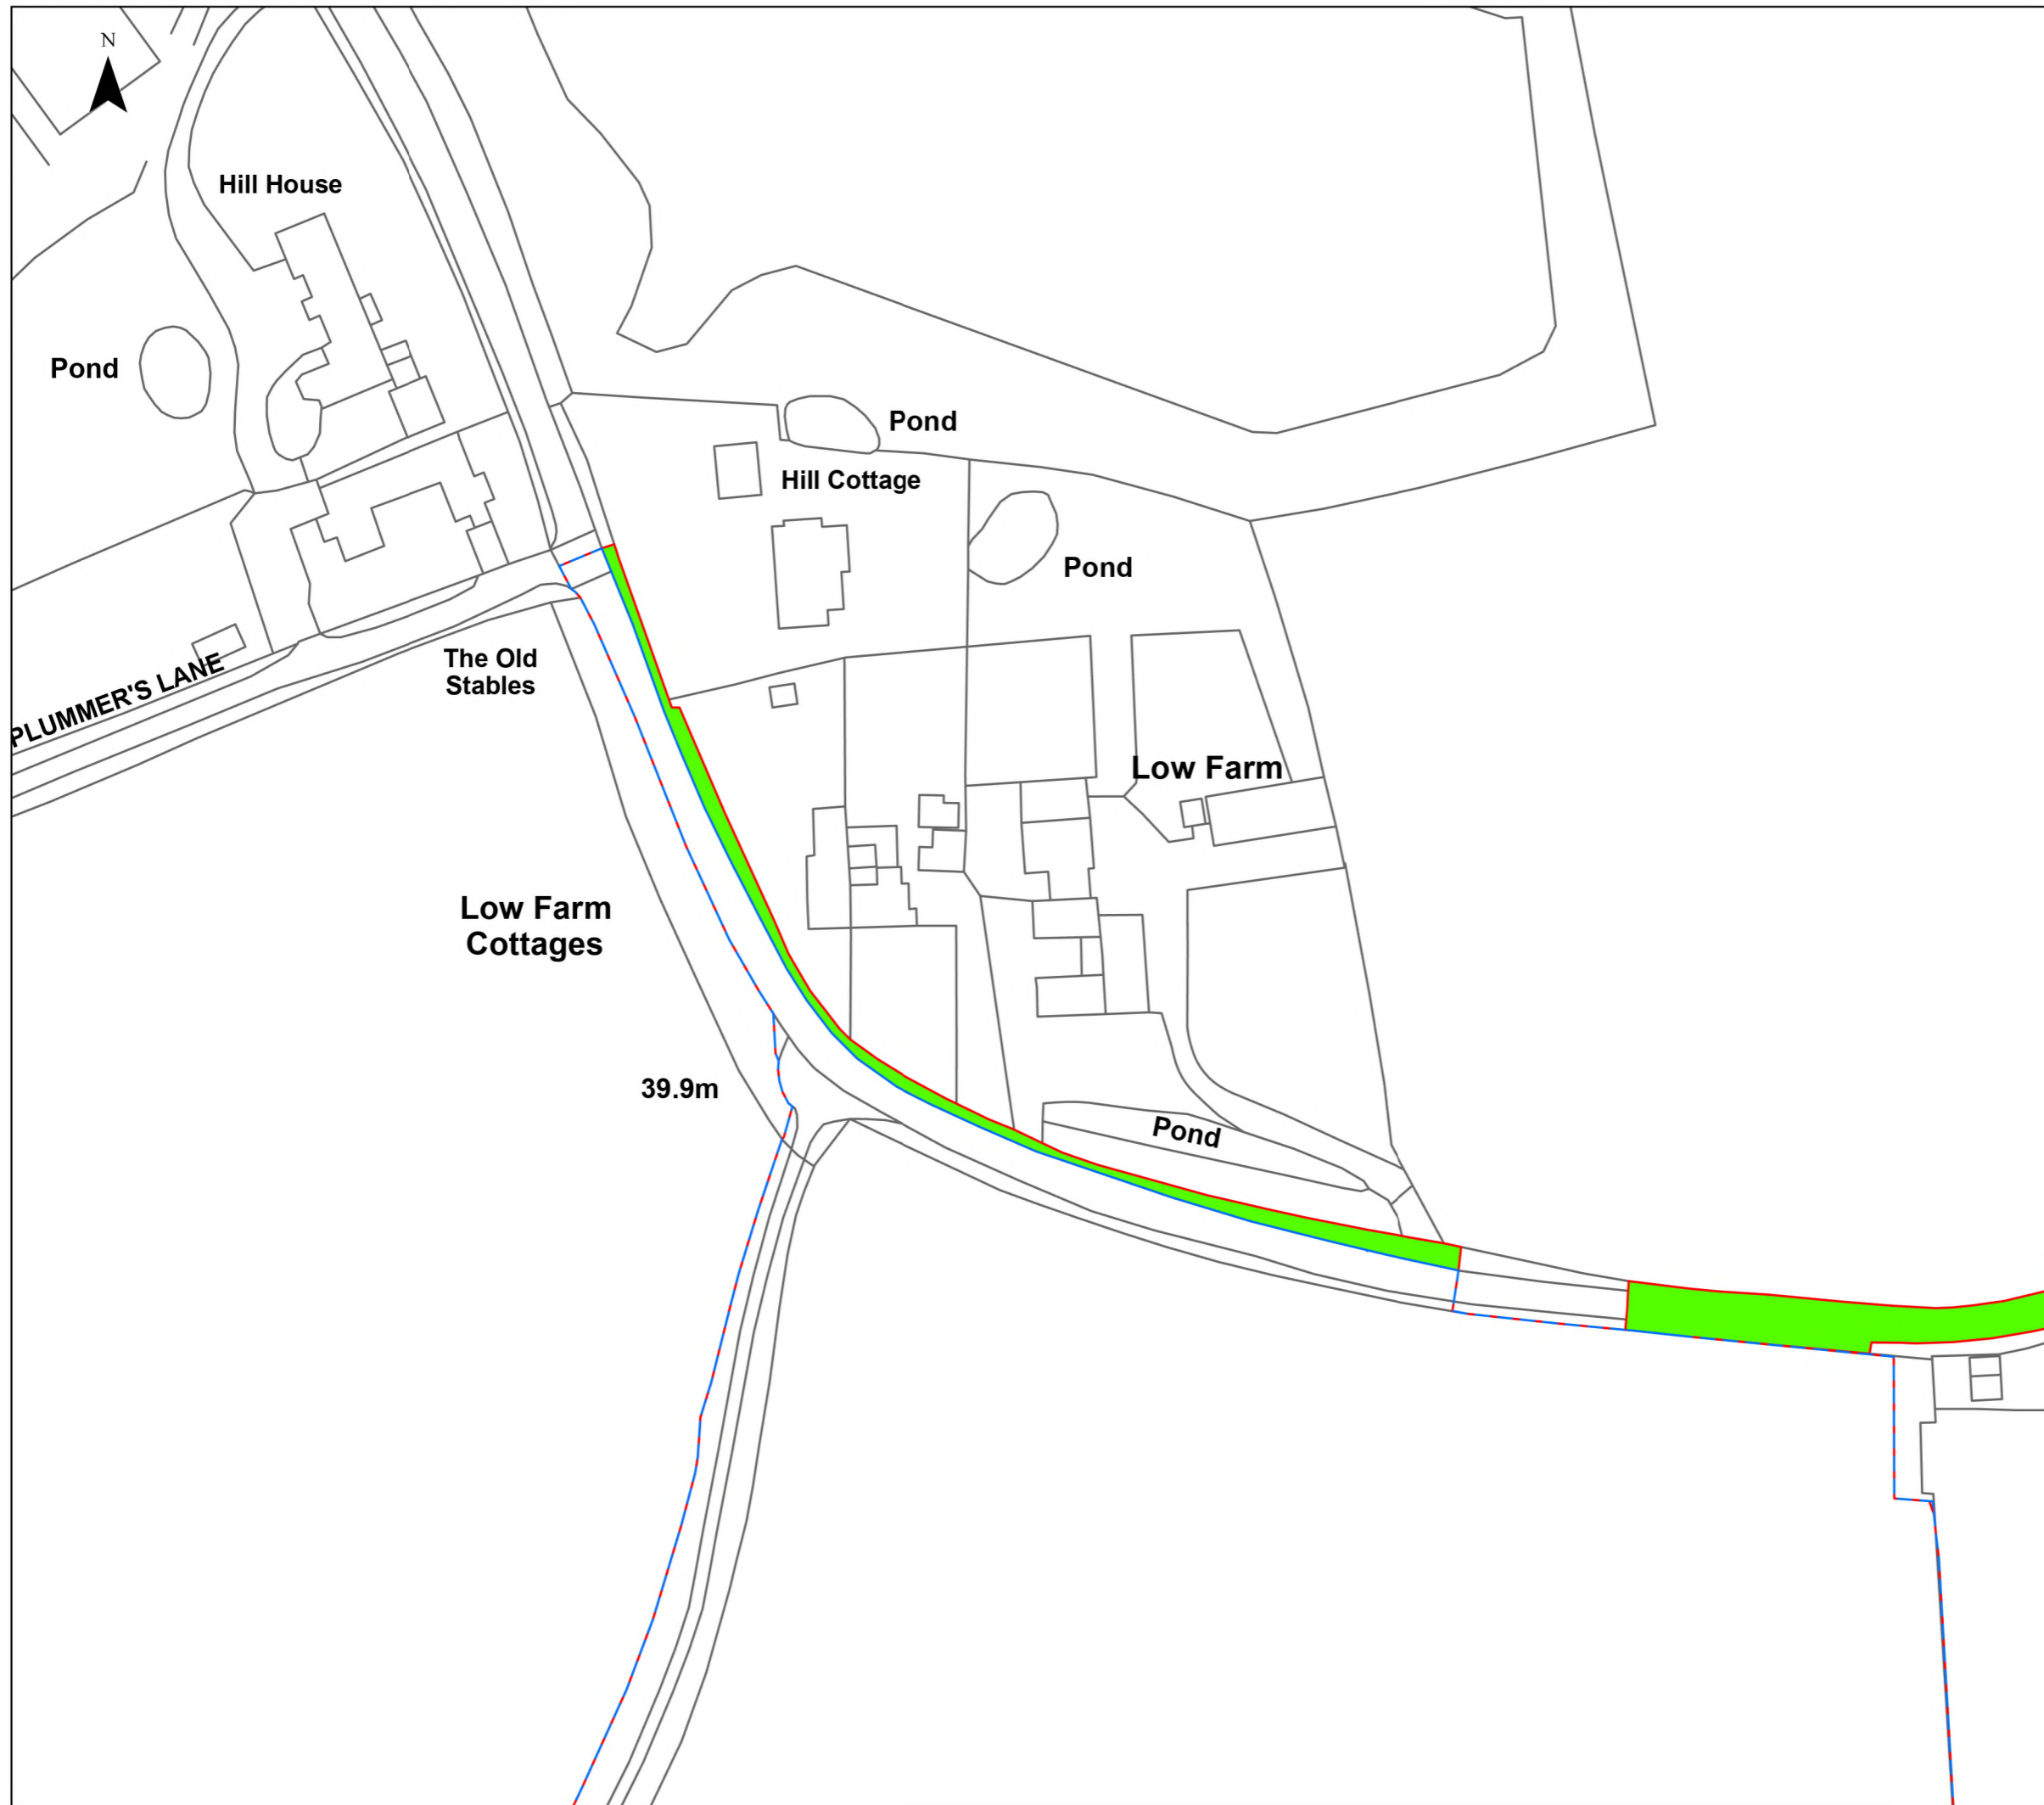 N
Hill House
Pond
Pond
Hill Cottage
Pond
The Old
Stables
PLUMMER'S LANE
Low Farm
Low Farm
Cottages
39.9m
Pond